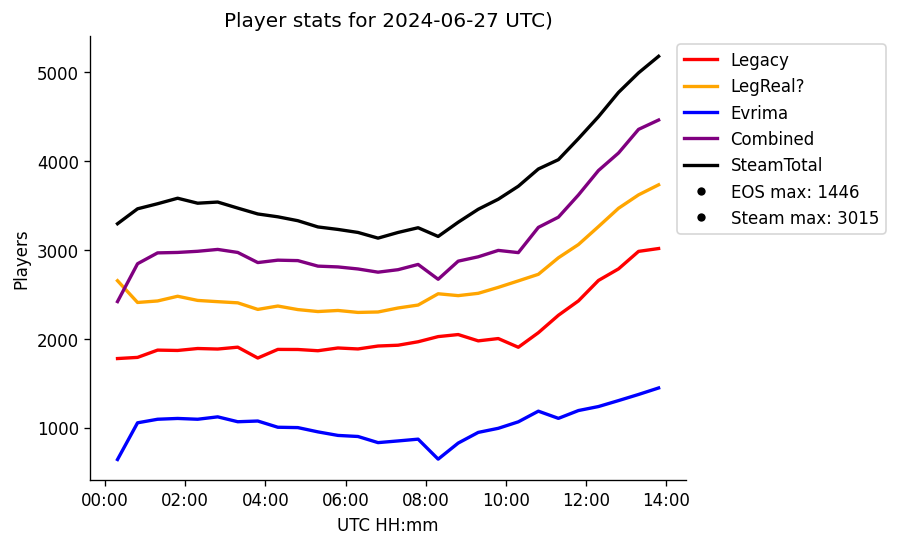 Player stats for 2024-06-27 UTC)
Players
5000
4000
3000
2000
1000
00:00 02:00 04:00 06:00 08:00 10:00 12:00 14:00
UTC HH:mm
Legacy
LegReal?
Evrima
Combined
SteamTotal
EOS max: 1446
Steam max: 3015